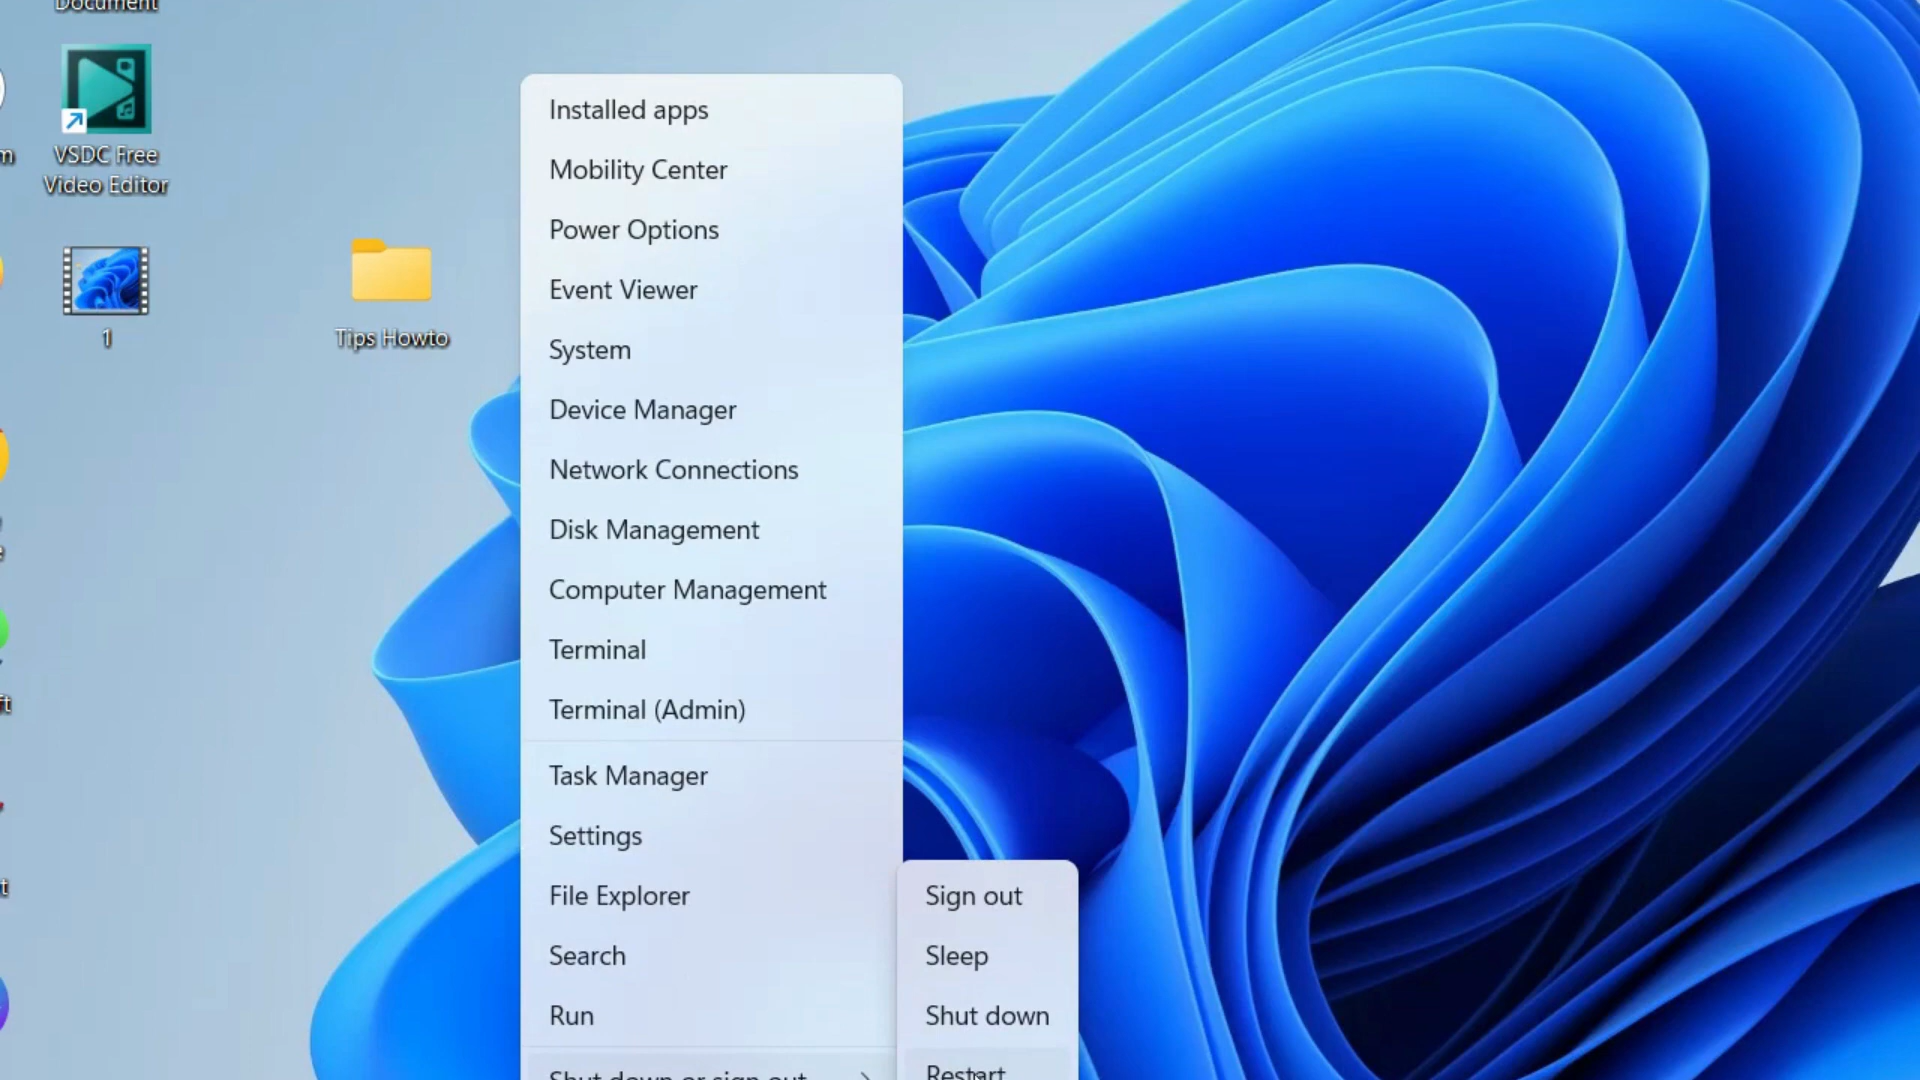 Document
VSDC Free
Video Editor
1
Tips Howto
Installed apps
Mobility Center
Power Options
Event Viewer
System
Device Manager
Network Connections
Disk Management
Computer Management
Terminal
Terminal (Admin)
Task Manager
Settings
File Explorer
Search
Run
Shut down or sign out
Sign out
Sleep
Shut down
Restart